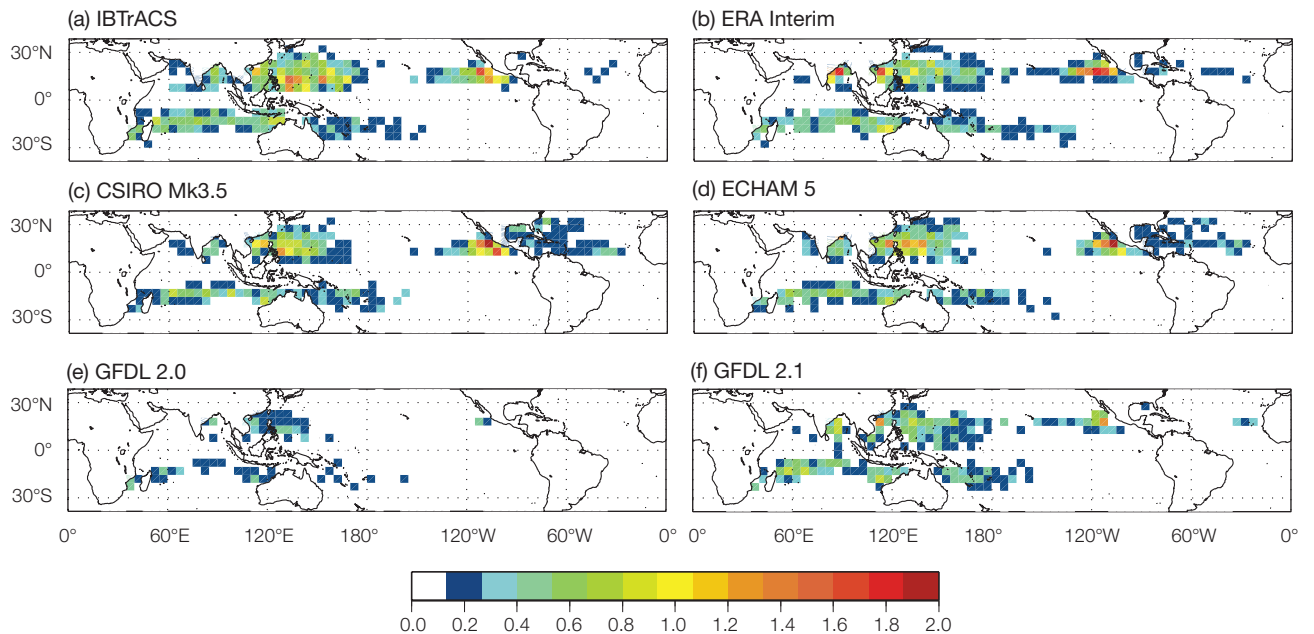 (a) IBTrACS
(b) ERA Interim
30°N
0°
30°S
(c) CSIRO Mk3.5
(d) ECHAM 5
30°N
0°
30°S
(e) GFDL 2.0
(f) GFDL 2.1
30°N
0°
30°S
0° 60°E 120°E 180° 120°W 60°W 0° 60°E 120°E 180° 120°W 60°W 0°
0.0 0.2 0.4 0.6 0.8 1.0 1.2 1.4 1.6 1.8 2.0